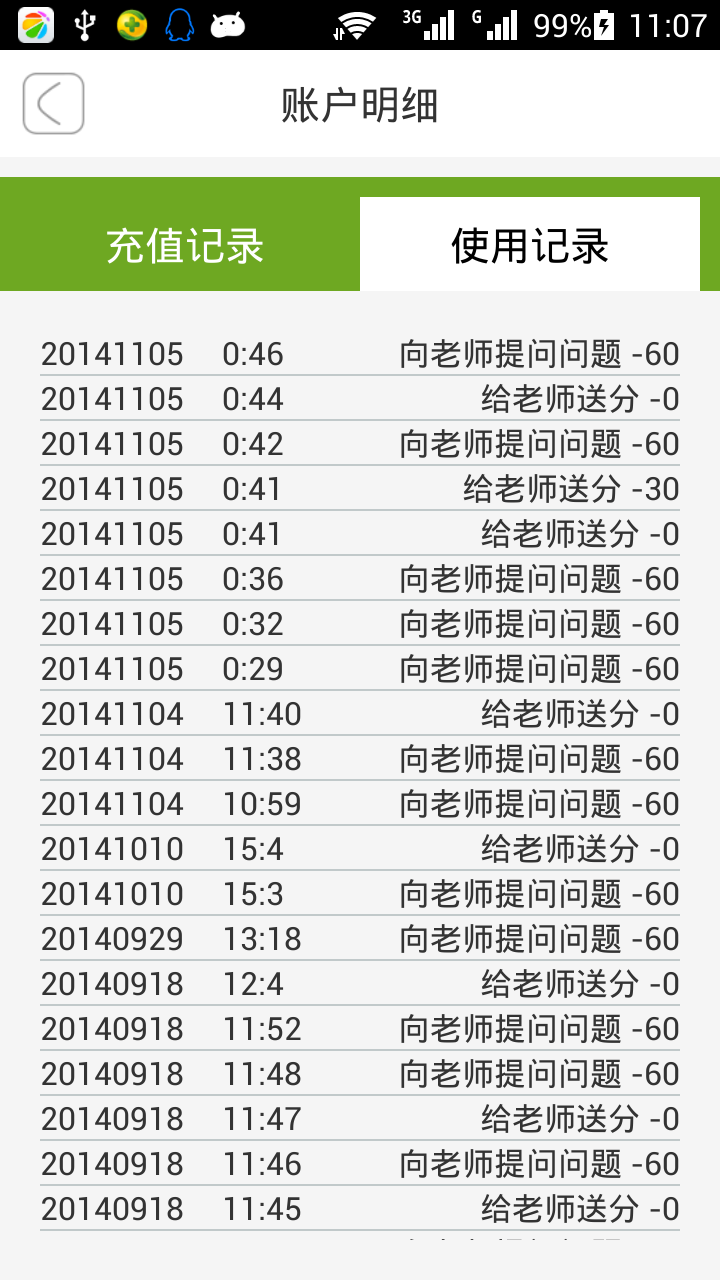 3G G 99% 11:07
账户明细
充值记录 使用记录
20141105 0:46 向老师提问问题 -60
20141105 0:44 给老师送分 -0
20141105 0:42 向老师提问问题 -60
20141105 0:41 给老师送分 -30
20141105 0:41 给老师送分 -0
20141105 0:36 向老师提问问题 -60
20141105 0:32 向老师提问问题 -60
20141105 0:29 向老师提问问题 -60
20141104 11:40 给老师送分 -0
20141104 11:38 向老师提问问题 -60
20141104 10:59 向老师提问问题 -60
20141010 15:4 给老师送分 -0
20141010 15:3 向老师提问问题 -60
20140929 13:18 向老师提问问题 -60
20140918 12:4 给老师送分 -0
20140918 11:52 向老师提问问题 -60
20140918 11:48 向老师提问问题 -60
20140918 11:47 给老师送分 -0
20140918 11:46 向老师提问问题 -60
20140918 11:45 给老师送分 -0